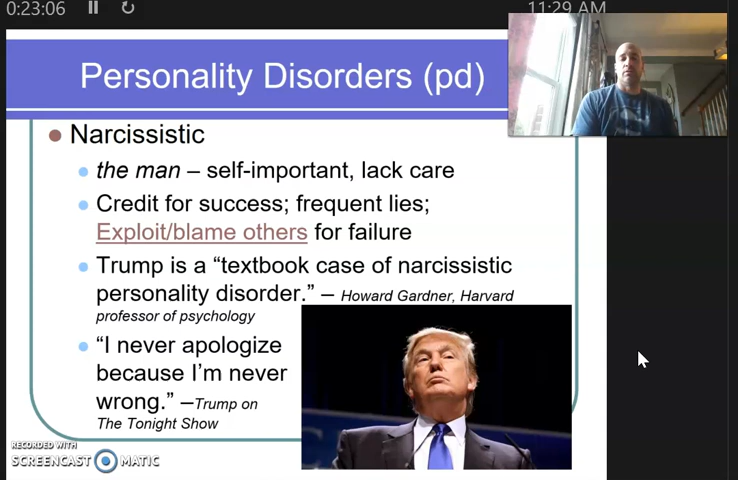 0:23:06
11:29 AM
Personality Disorders (pd)
Narcissistic
the man – self-important, lack care
Credit for success; frequent lies;
Exploit/blame others for failure
Trump is a “textbook case of narcissistic
personality disorder.” – Howard Gardner, Harvard
professor of psychology
“I never apologize
because I’m never
wrong.” –Trump on
The Tonight Show
RECORDED WITH
SCREENCAST MATIC